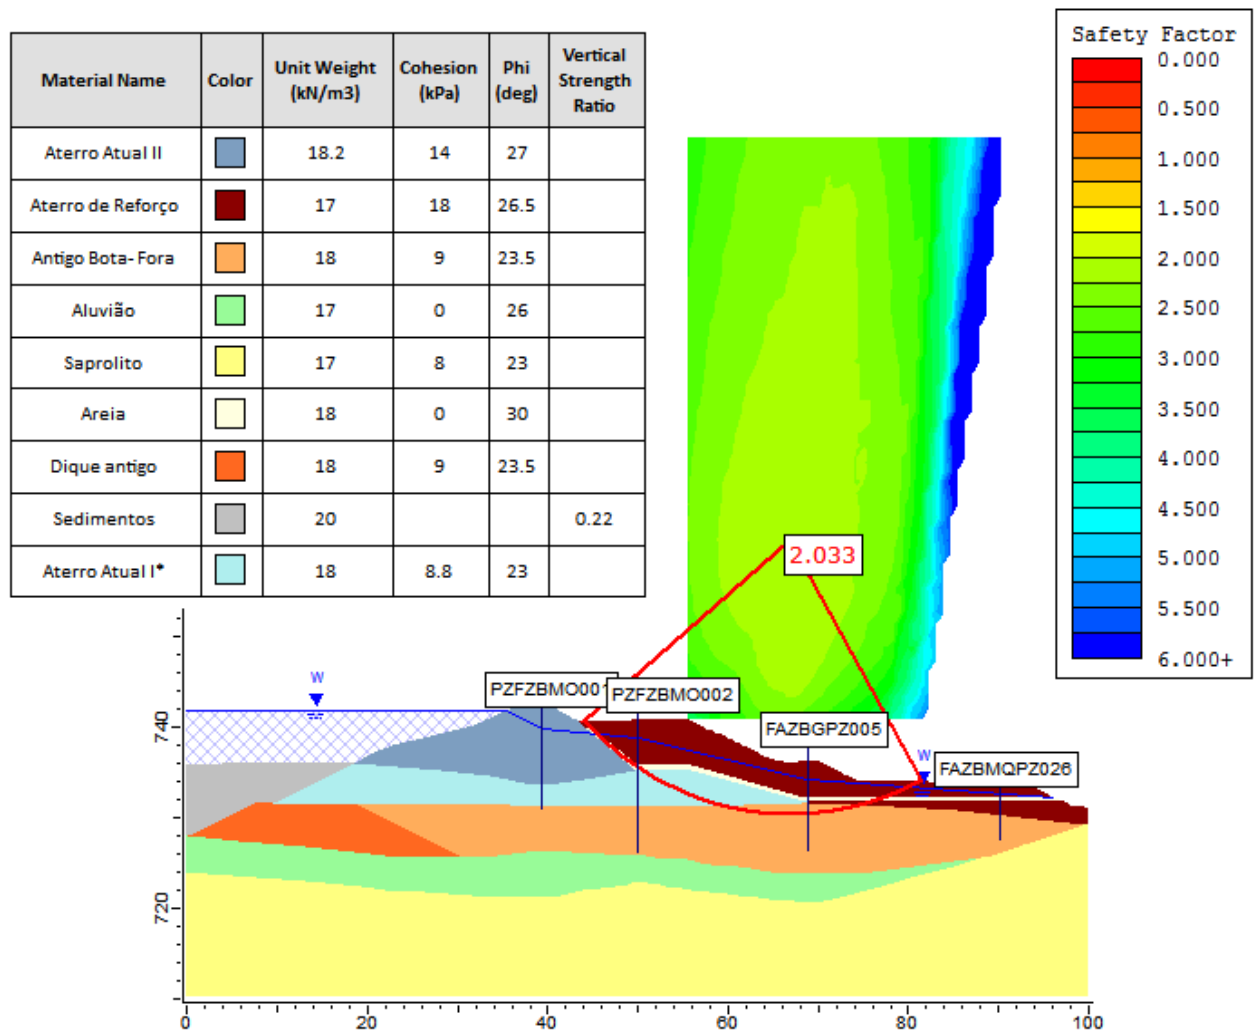 Material Name Color Unit Weight (kN/m3) Cohesion (kPa) Phi (deg) Vertical Strength Ratio
Aterro Atual II 18.2 14 27
Aterro de Reforço 17 18 26.5
Antigo Bota- Fora 18 9 23.5
Aluvião 17 0 26
Saprolito 17 8 23
Areia 18 0 30
Dique antigo 18 9 23.5
Sedimentos 20 0.22
Aterro Atual I* 18 8.8 23
Safety Factor
0.000
0.500
1.000
1.500
2.000
2.500
3.000
3.500
4.000
4.500
5.000
5.500
6.000+
2.033
W
PZFZBMO001
PZFZBMO002
FAZBGPZ005
W
FAZBMQPZ026
740
720
0 20 40 60 80 100